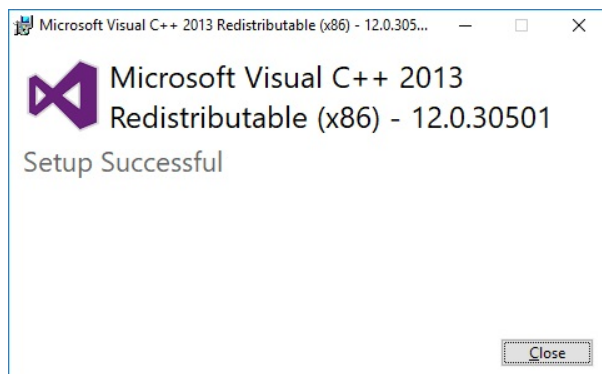 Microsoft Visual C++ 2013 Redistributable (x86) - 12.0.305...
Microsoft Visual C++ 2013
Redistributable (x86) - 12.0.30501
Setup Successful
Close